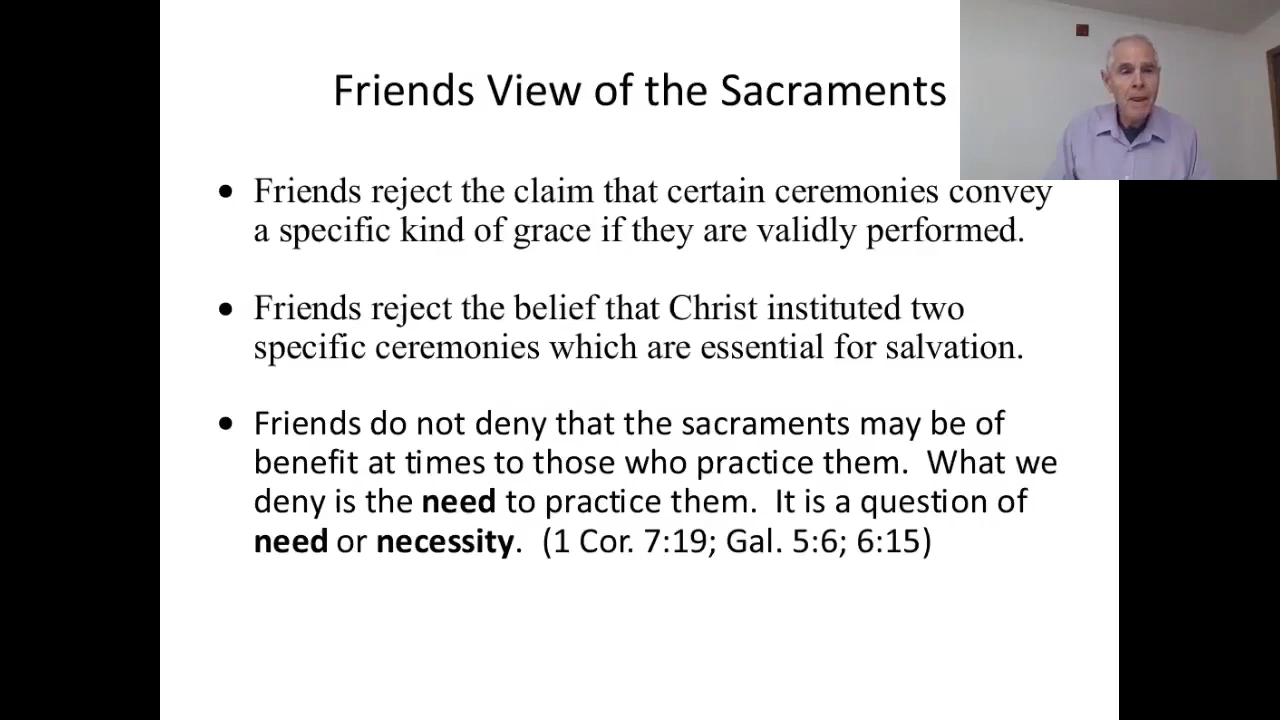 Friends View of the Sacraments
• Friends reject the claim that certain ceremonies convey
a specific kind of grace if they are validly performed.
• Friends reject the belief that Christ instituted two
specific ceremonies which are essential for salvation.
• Friends do not deny that the sacraments may be of
benefit at times to those who practice them. What we
deny is the need to practice them. It is a question of
need or necessity. (1 Cor. 7:19; Gal. 5:6; 6:15)